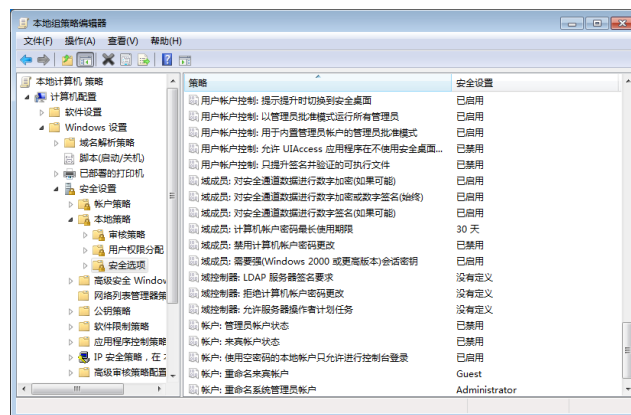 本地组策略编辑器
文件(F) 操作(A) 查看(V) 帮助(H)
本地计算机 策略
计算机配置
软件设置
Windows 设置
域名解析策略
脚本(启动/关机)
已部署的打印机
安全设置
帐户策略
本地策略
审核策略
用户权限分配
安全选项
高级安全 Window
网络列表管理器策
公钥策略
软件限制策略
应用程序控制策略
IP 安全策略，在
高级审核策略配置
策略 安全设置
用户帐户控制: 提示提升时切换到安全桌面 已启用
用户帐户控制: 以管理员批准模式运行所有管理员 已启用
用户帐户控制: 用于内置管理员帐户的管理员批准模式 已启用
用户帐户控制: 允许 UIAccess 应用程序在不使用安全桌面... 已禁用
用户帐户控制: 只提升签名并验证的可执行文件 已禁用
域成员: 对安全通道数据进行数字加密(如果可能) 已启用
域成员: 对安全通道数据进行数字加密或数字签名(始终) 已启用
域成员: 对安全通道数据进行数字签名(如果可能) 已启用
域成员: 计算机帐户密码最长使用期限 30 天
域成员: 禁用计算机帐户密码更改 已禁用
域成员: 需要强(Windows 2000 或更高版本)会话密钥 已启用
域控制器: LDAP 服务器签名要求 没有定义
域控制器: 拒绝计算机帐户密码更改 没有定义
域控制器: 允许服务器操作者计划任务 没有定义
帐户: 管理员帐户状态 已禁用
帐户: 来宾帐户状态 已禁用
帐户: 使用空密码的本地帐户只允许进行控制台登录 已启用
帐户: 重命名来宾帐户 Guest
帐户: 重命名系统管理员帐户 Administrator